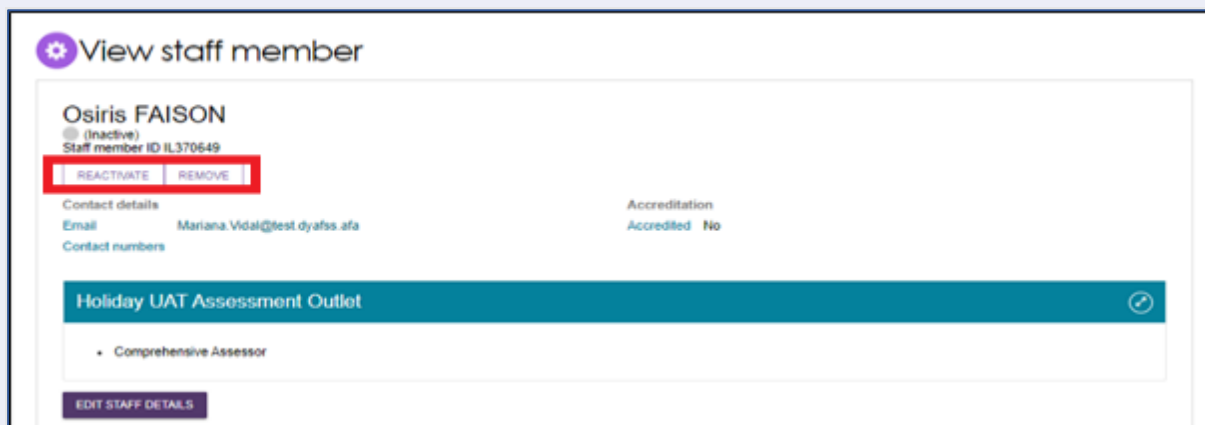 View staff member
Osiris FAISON
(Inactive)
Staff member ID IL370649
REACTIVATE REMOVE
Contact details Accreditation
Email Mariana.Vidal@test.dyafss.afa Accredited No
Contact numbers
Holiday UAT Assessment Outlet
• Comprehensive Assessor
EDIT STAFF DETAILS